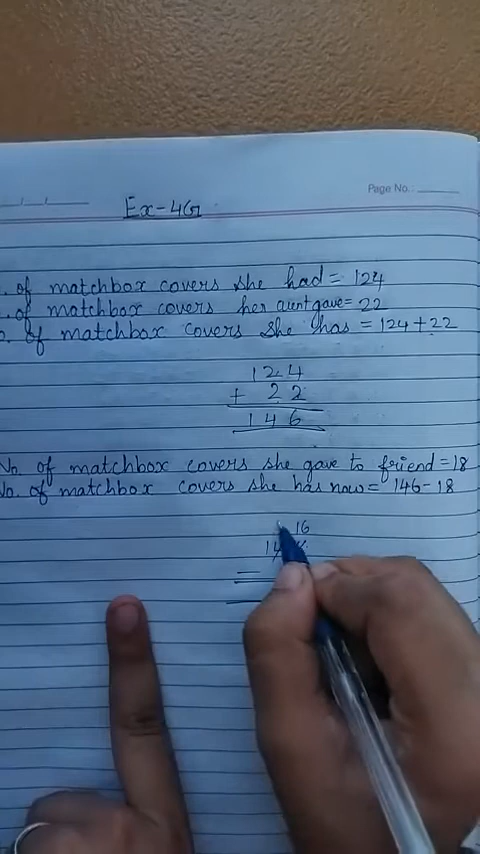 Page No.:
Ex-4G
. of matchbox covers she had = 124
. of matchbox covers her aunt gave = 22
o. of matchbox covers she has = 124 + 22
124
+ 22
146
No. of matchbox covers she gave to friend = 18
No. of matchbox covers she has now = 146 - 18
16
14
-